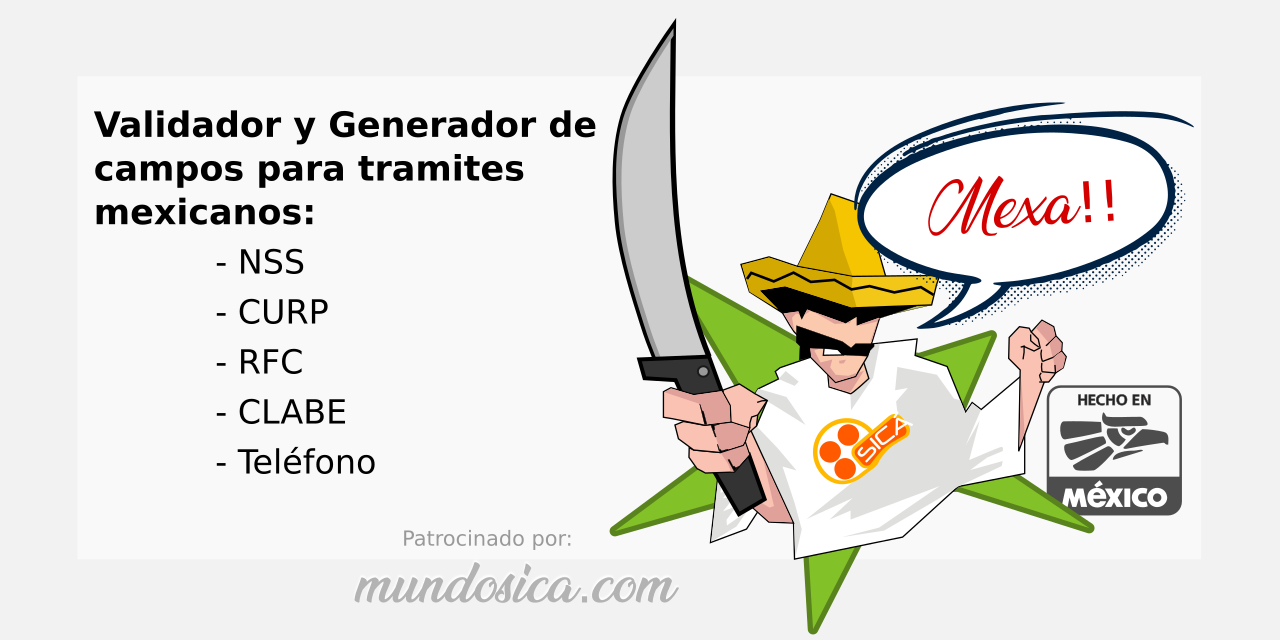 Validador y Generador de
campos para tramites
mexicanos:
- NSS
- CURP
- RFC
- CLABE
- Teléfono
Patrocinado por:
mundosica.com
Mexa!!
SICA
HECHO EN
MéXICO